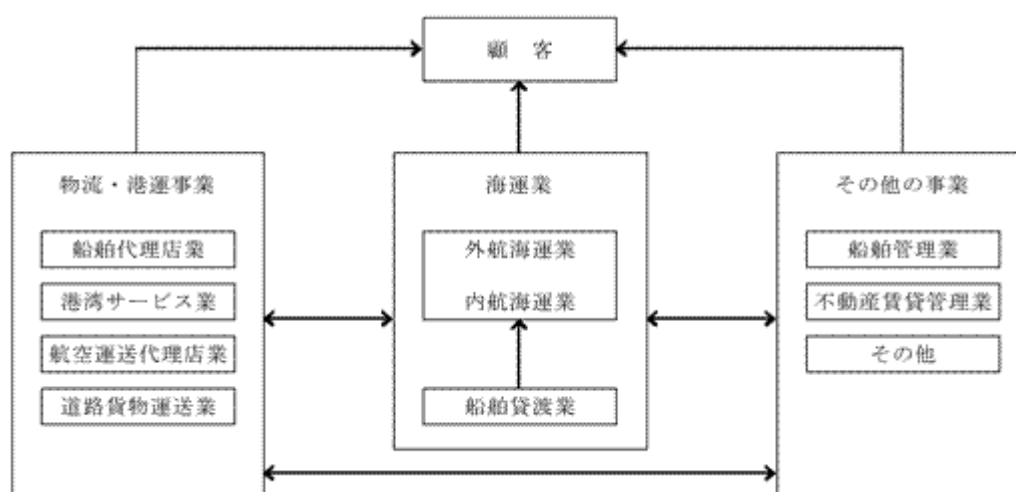 顧 客
物流・港運事業
船舶代理店業
港湾サービス業
航空運送代理店業
道路貨物運送業
海運業
外航海運業
内航海運業
船舶貸渡業
その他の事業
船舶管理業
不動産賃貸管理業
その他